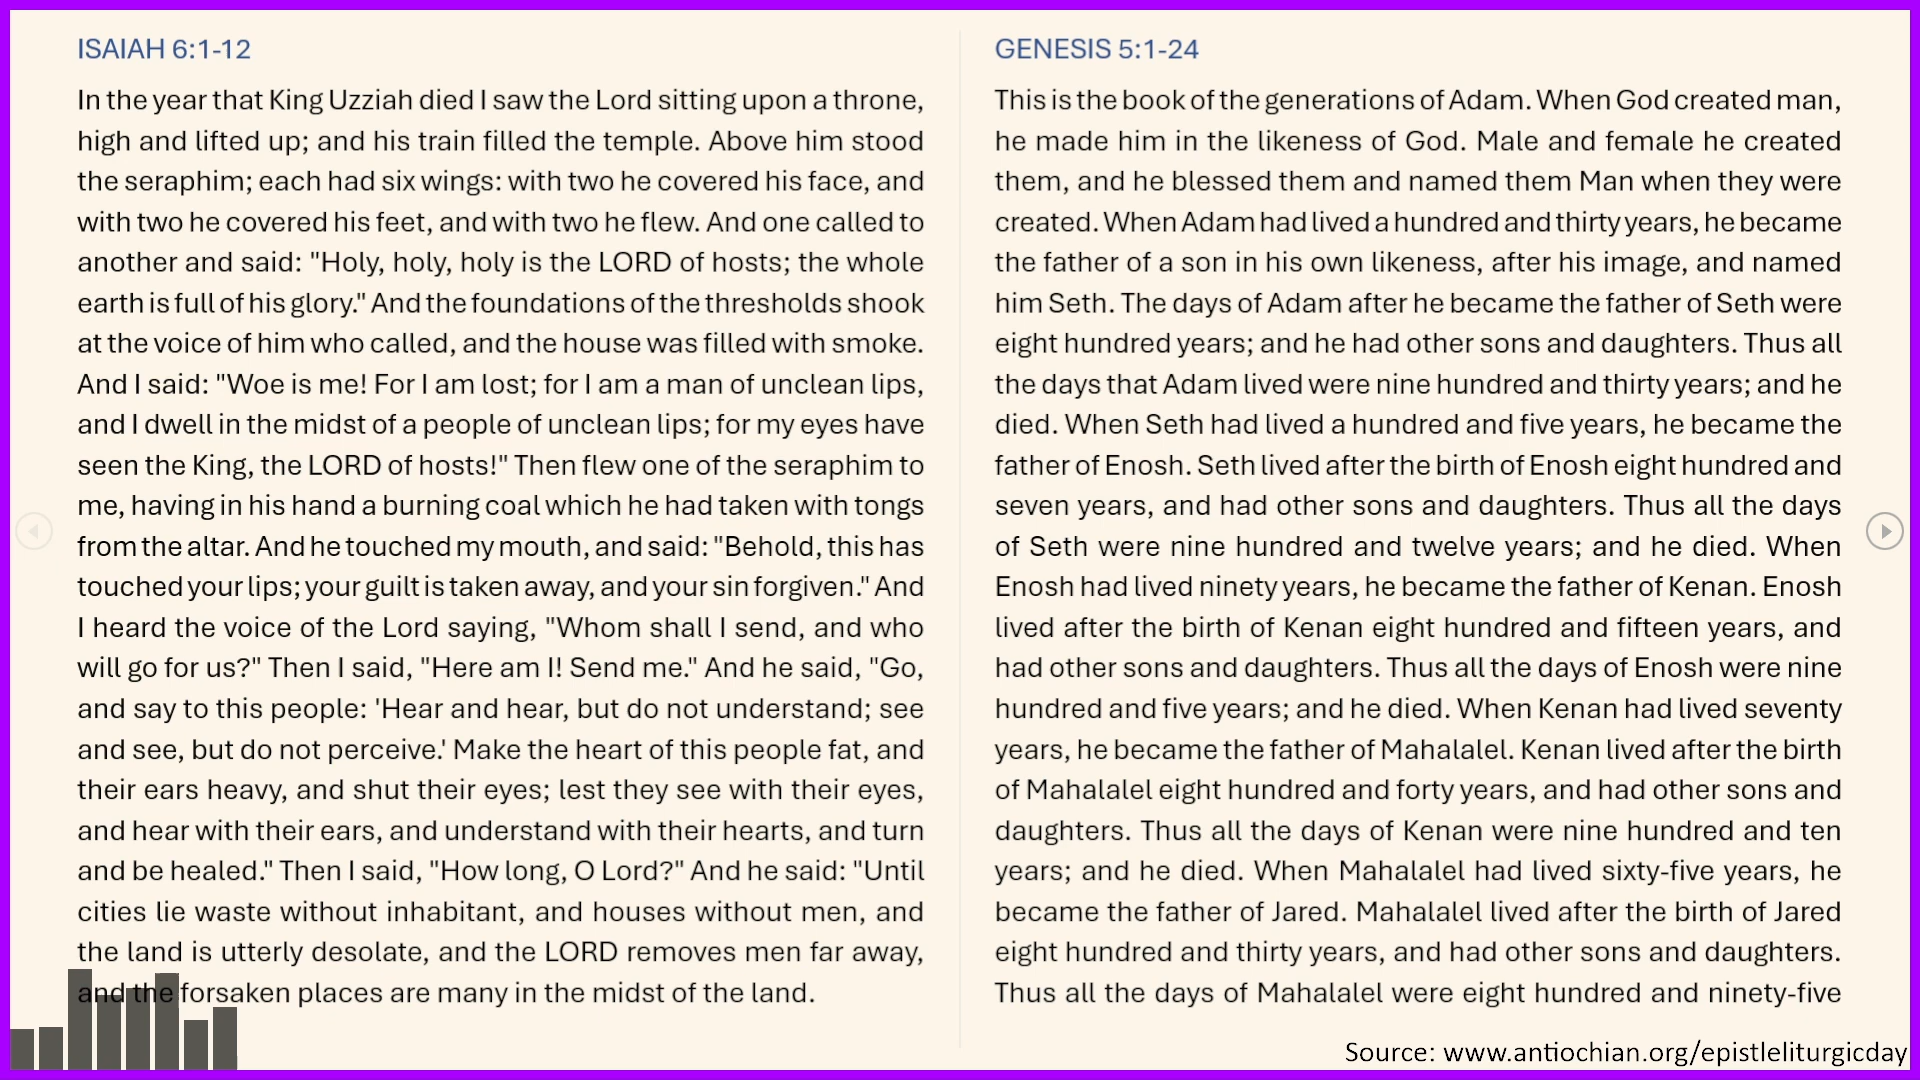 ISAIAH 6:1-12
In the year that King Uzziah died I saw the Lord sitting upon a throne,
high and lifted up; and his train filled the temple. Above him stood
the seraphim; each had six wings: with two he covered his face, and
with two he covered his feet, and with two he flew. And one called to
another and said: "Holy, holy, holy is the LORD of hosts; the whole
earth is full of his glory." And the foundations of the thresholds shook
at the voice of him who called, and the house was filled with smoke.
And I said: "Woe is me! For I am lost; for I am a man of unclean lips,
and I dwell in the midst of a people of unclean lips; for my eyes have
seen the King, the LORD of hosts!" Then flew one of the seraphim to
me, having in his hand a burning coal which he had taken with tongs
from the altar. And he touched my mouth, and said: "Behold, this has
touched your lips; your guilt is taken away, and your sin forgiven." And
I heard the voice of the Lord saying, "Whom shall I send, and who
will go for us?" Then I said, "Here am I! Send me." And he said, "Go,
and say to this people: 'Hear and hear, but do not understand; see
and see, but do not perceive.' Make the heart of this people fat, and
their ears heavy, and shut their eyes; lest they see with their eyes,
and hear with their ears, and understand with their hearts, and turn
and be healed." Then I said, "How long, O Lord?" And he said: "Until
cities lie waste without inhabitant, and houses without men, and
the land is utterly desolate, and the LORD removes men far away,
and the forsaken places are many in the midst of the land.
GENESIS 5:1-24
This is the book of the generations of Adam. When God created man,
he made him in the likeness of God. Male and female he created
them, and he blessed them and named them Man when they were
created. When Adam had lived a hundred and thirty years, he became
the father of a son in his own likeness, after his image, and named
him Seth. The days of Adam after he became the father of Seth were
eight hundred years; and he had other sons and daughters. Thus all
the days that Adam lived were nine hundred and thirty years; and he
died. When Seth had lived a hundred and five years, he became the
father of Enosh. Seth lived after the birth of Enosh eight hundred and
seven years, and had other sons and daughters. Thus all the days
of Seth were nine hundred and twelve years; and he died. When
Enosh had lived ninety years, he became the father of Kenan. Enosh
lived after the birth of Kenan eight hundred and fifteen years, and
had other sons and daughters. Thus all the days of Enosh were nine
hundred and five years; and he died. When Kenan had lived seventy
years, he became the father of Mahalalel. Kenan lived after the birth
of Mahalalel eight hundred and forty years, and had other sons and
daughters. Thus all the days of Kenan were nine hundred and ten
years; and he died. When Mahalalel had lived sixty-five years, he
became the father of Jared. Mahalalel lived after the birth of Jared
eight hundred and thirty years, and had other sons and daughters.
Thus all the days of Mahalalel were eight hundred and ninety-five
Source: www.antiochian.org/epistleliturgicday